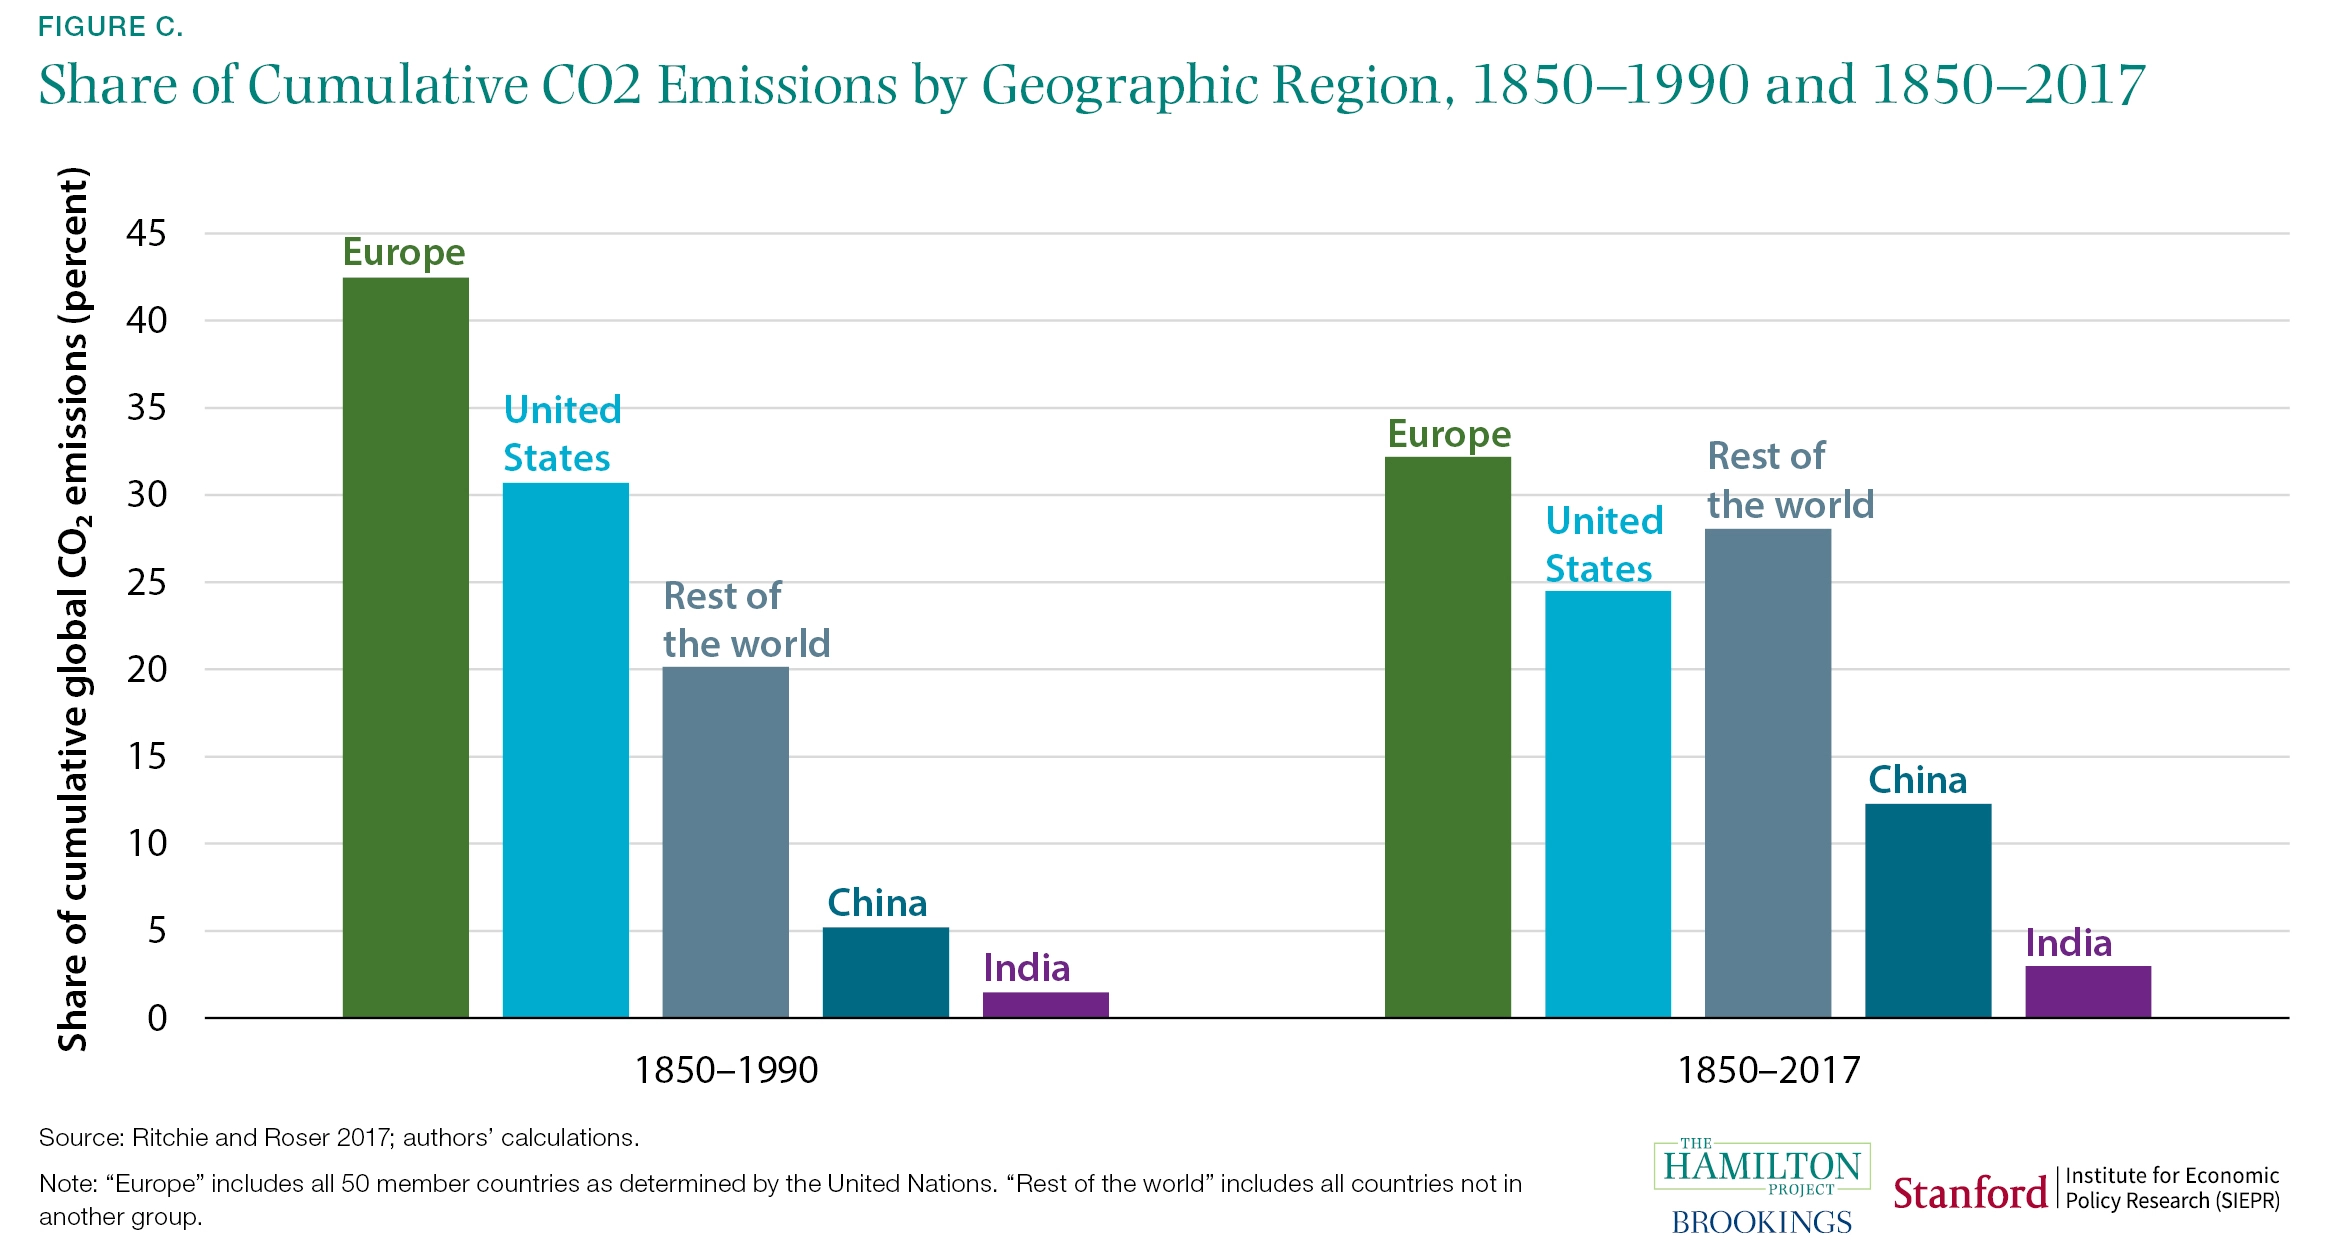 FIGURE C.
Share of Cumulative CO2 Emissions by Geographic Region, 1850–1990 and 1850–2017
Share of cumulative global CO₂ emissions (percent)
45
40
35
30
25
20
15
10
5
0
Europe
United
States
Rest of
the world
China
India
Europe
United
States
Rest of
the world
China
India
1850–1990
1850–2017
Source: Ritchie and Roser 2017; authors’ calculations.
Note: “Europe” includes all 50 member countries as determined by the United Nations. “Rest of the world” includes all countries not in
another group.
THE
HAMILTON
PROJECT
BROOKINGS
Stanford
Institute for Economic
Policy Research (SIEPR)